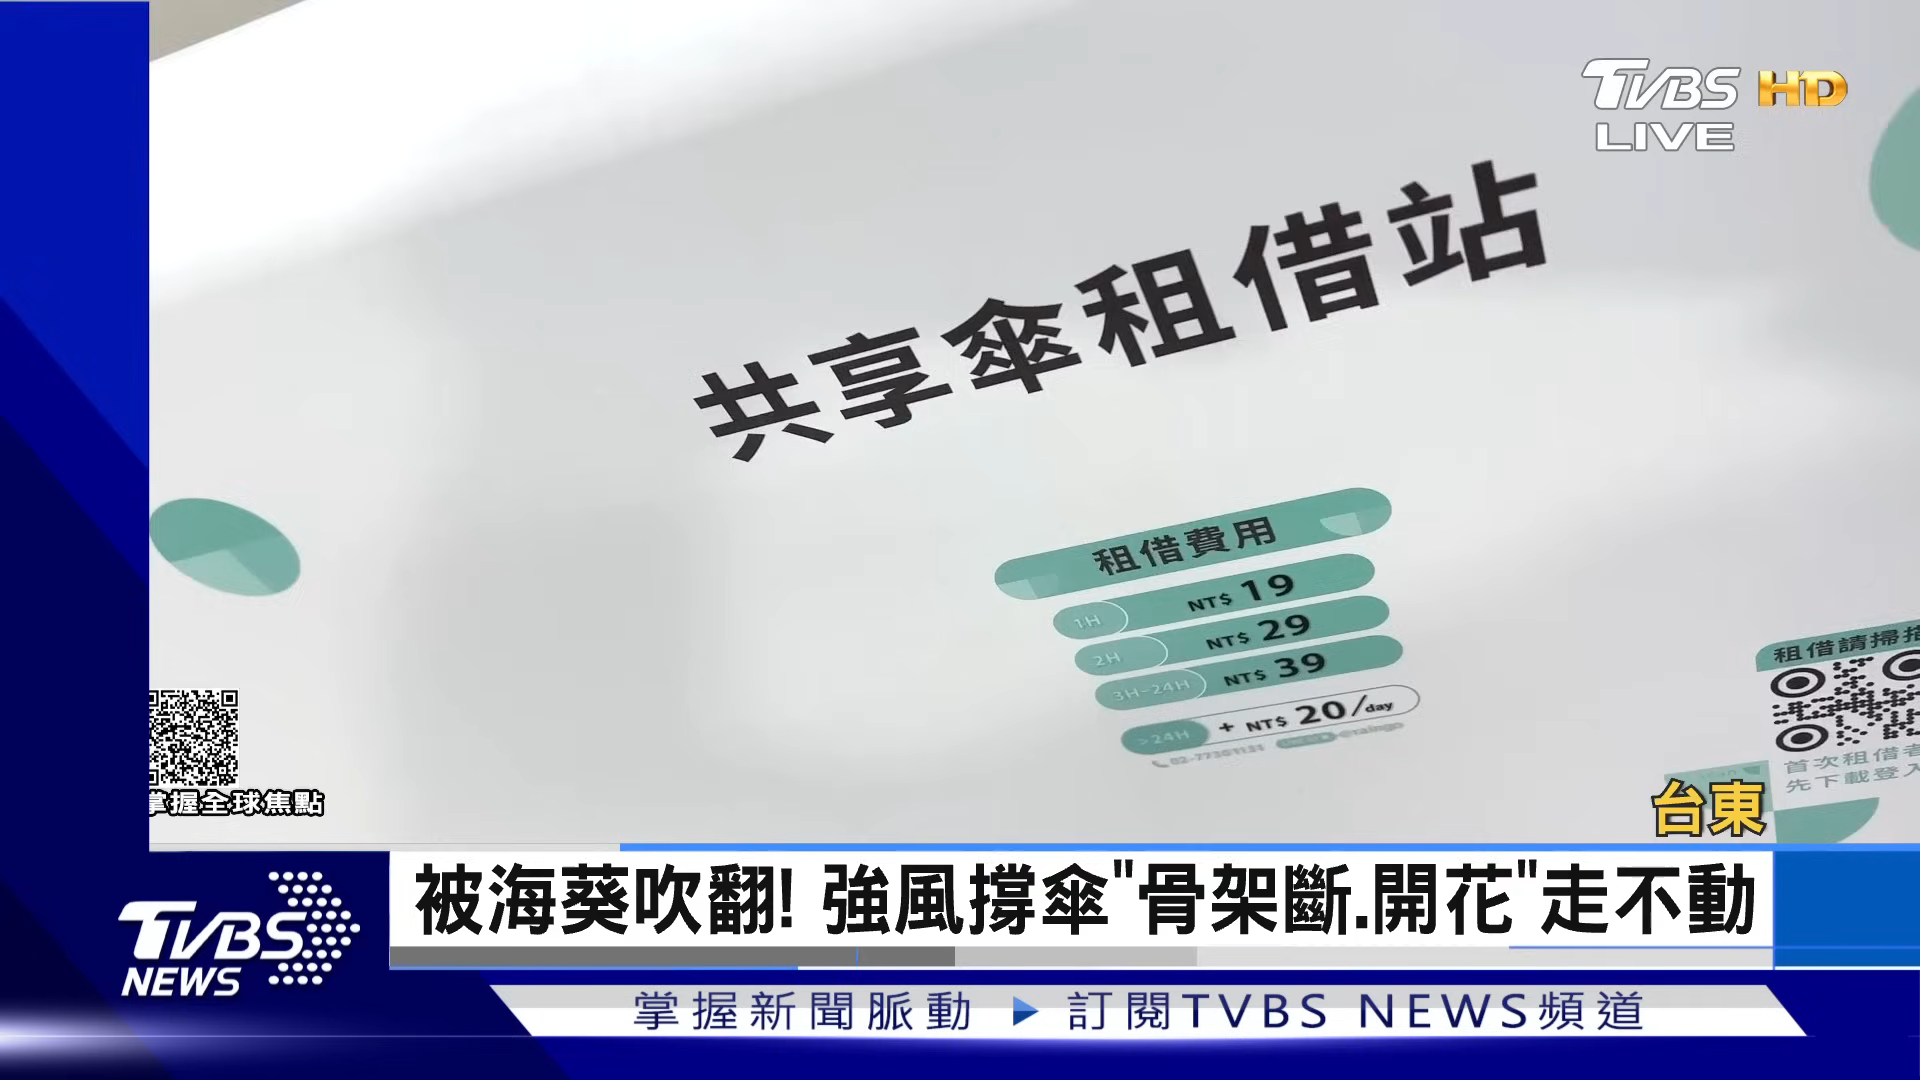 TVBS HD
LIVE
共享傘租借站
租借費用
1H NT$ 19
2H NT$ 29
3H-24H NT$ 39
>24H + NT$ 20/day
租借請掃描
首次租借者
先下載登入
掌握全球焦點
台東
被海葵吹翻! 強風撐傘"骨架斷.開花"走不動
TVBS
NEWS
掌握新聞脈動 ▶ 訂閱TVBS NEWS頻道